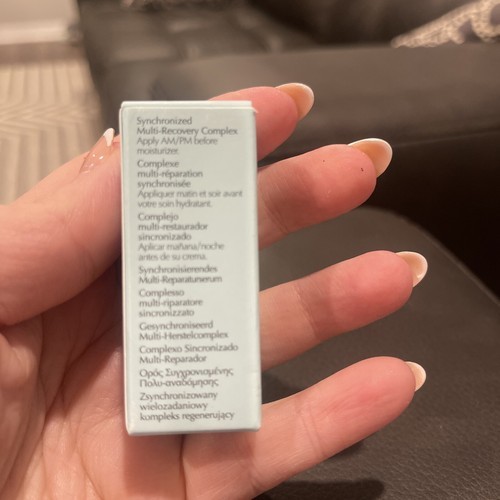 Synchronized
Multi-Recovery Complex
Apply AM/PM before
moisturizer.
Complexe
multi-réparation
synchronisée
Appliquer matin et soir avant
votre soin hydratant.
Complejo
multi-restaurador
sincronizado
Aplicar mañana/noche
antes de su crema.
Synchronisierendes
Multi-Reparaturserum
Complesso
multi-riparatore
sincronizzato
Gesynchroniseerd
Multi-Herstelcomplex
Complexo Sincronizado
Multi-Reparador
Ορός Συγχρονισμένης
Πολυ-αναδόμησης
Zsynchronizowany
wielozadaniowy
kompleks regenerujący